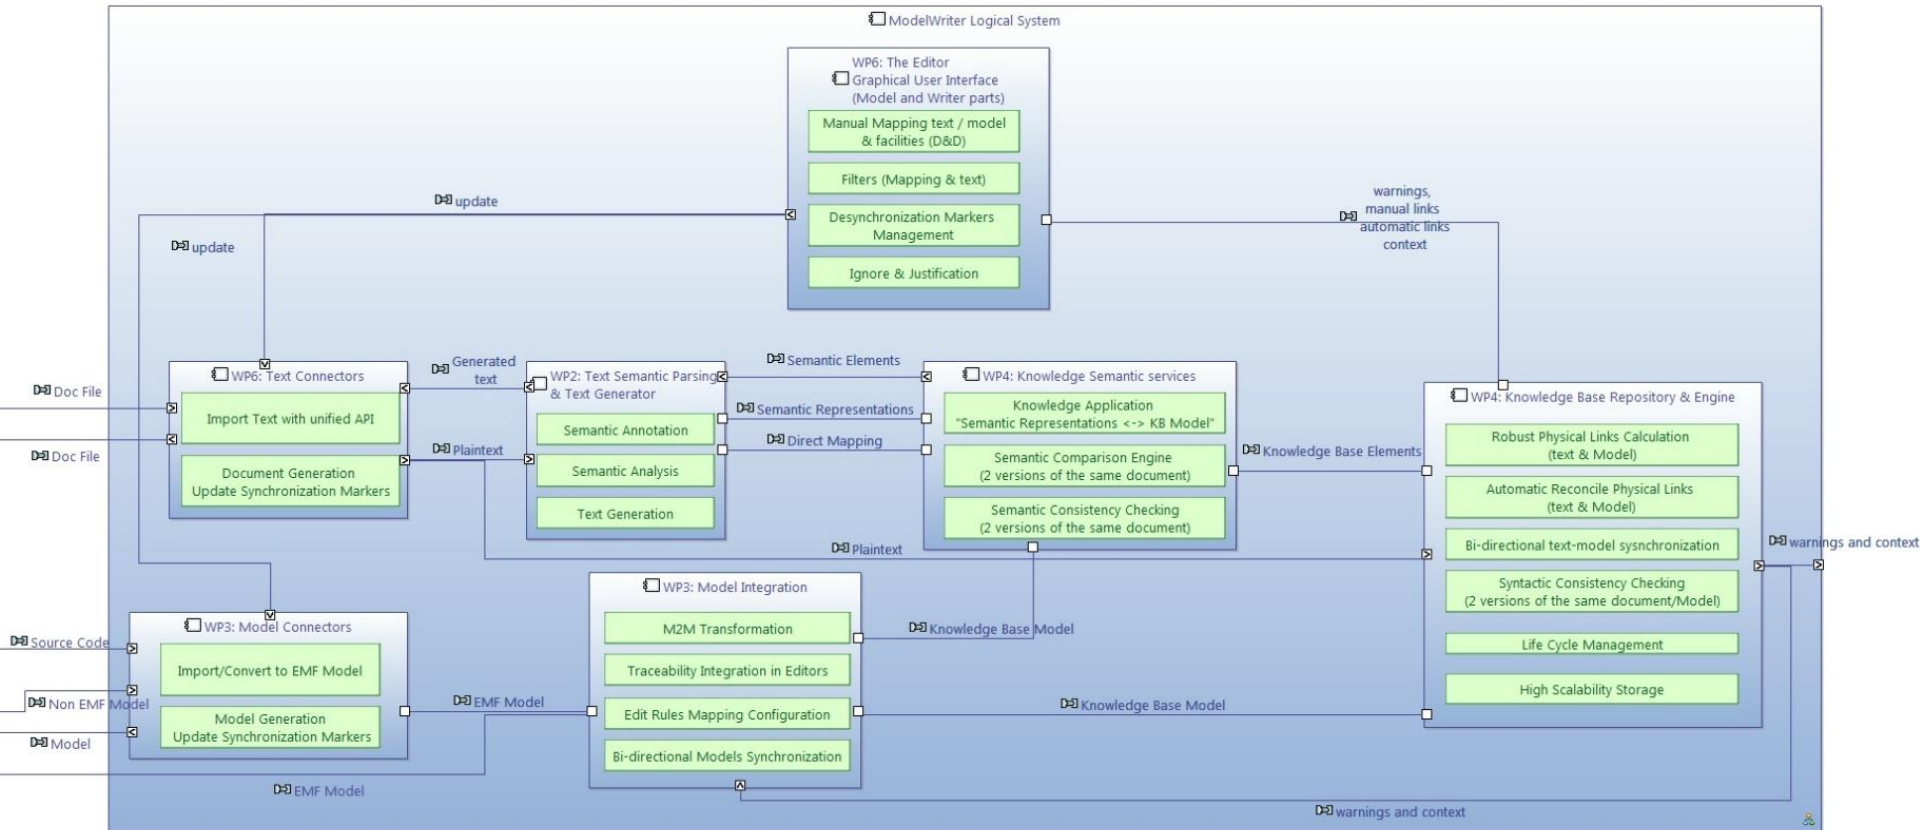 ModelWriter Logical System
WP6: The Editor
Graphical User Interface
(Model and Writer parts)
Manual Mapping text / model
& facilities (D&D)
Filters (Mapping & text)
Desynchronization Markers
Management
Ignore & Justification
update
update
warnings,
manual links
automatic links
context
Doc File
Doc File
WP6: Text Connectors
Import Text with unified API
Document Generation
Update Synchronization Markers
Generated
text
Plaintext
WP2: Text Semantic Parsing
& Text Generator
Semantic Annotation
Semantic Analysis
Text Generation
Semantic Elements
Semantic Representations
Direct Mapping
WP4: Knowledge Semantic services
Knowledge Application
"Semantic Representations <-> KB Model"
Semantic Comparison Engine
(2 versions of the same document)
Semantic Consistency Checking
(2 versions of the same document)
Knowledge Base Elements
Plaintext
WP4: Knowledge Base Repository & Engine
Robust Physical Links Calculation
(text & Model)
Automatic Reconcile Physical Links
(text & Model)
Bi-directional text-model sysnchronization
Syntactic Consistency Checking
(2 versions of the same document/Model)
Life Cycle Management
High Scalability Storage
warnings and context
Source Code
Non EMF Model
Model
WP3: Model Connectors
Import/Convert to EMF Model
Model Generation
Update Synchronization Markers
EMF Model
EMF Model
WP3: Model Integration
M2M Transformation
Traceability Integration in Editors
Edit Rules Mapping Configuration
Bi-directional Models Synchronization
Knowledge Base Model
Knowledge Base Model
warnings and context